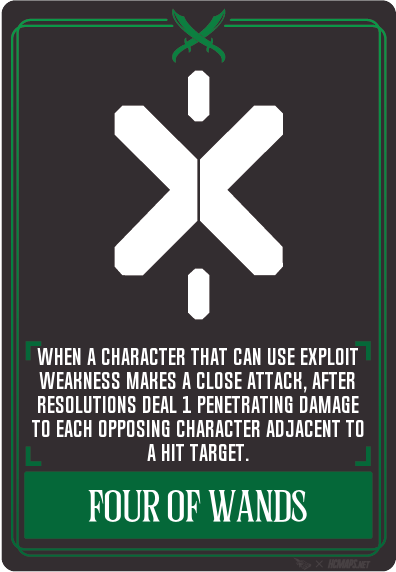 WHEN A CHARACTER THAT CAN USE EXPLOIT
WEAKNESS MAKES A CLOSE ATTACK, AFTER
RESOLUTIONS DEAL 1 PENETRATING DAMAGE
TO EACH OPPOSING CHARACTER ADJACENT TO
A HIT TARGET.
FOUR OF WANDS